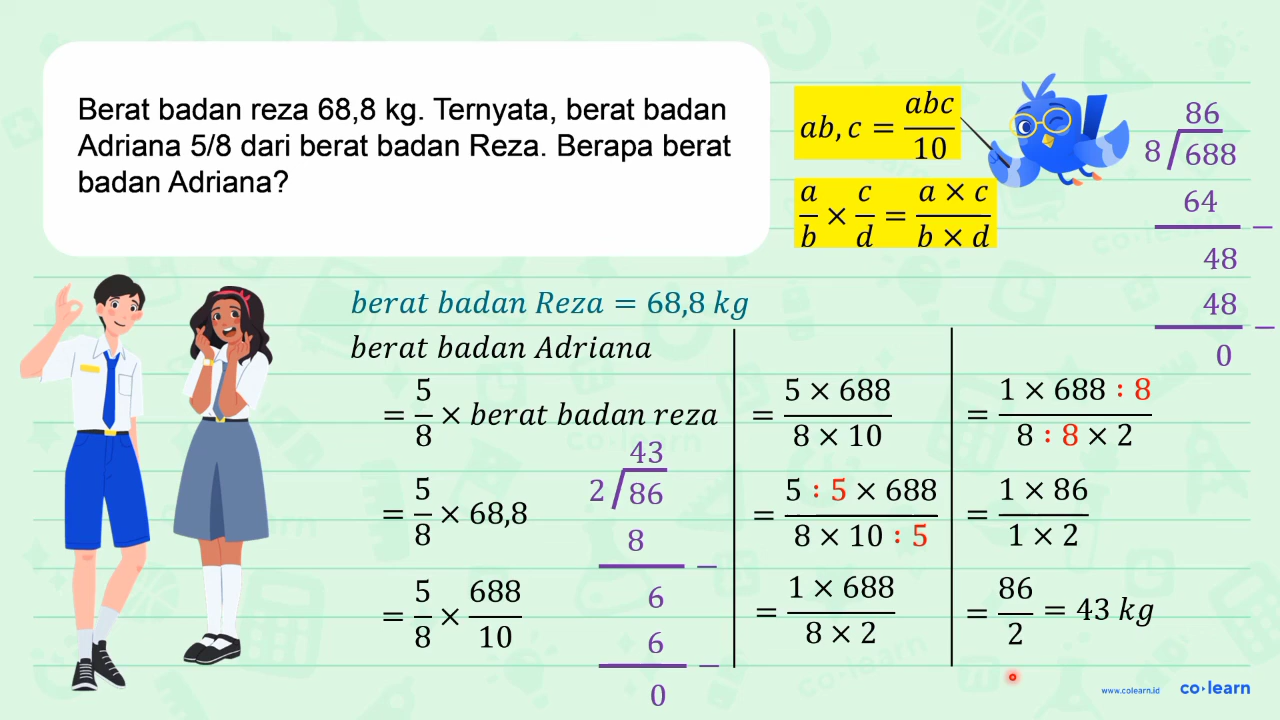 Berat badan reza 68,8 kg. Ternyata, berat badan
Adriana 5/8 dari berat badan Reza. Berapa berat
badan Adriana?
ab, c = abc/10
a/b × c/d = (a × c)/(b × d)
86
8 / 688
64
48
48
0
berat badan Reza = 68,8 kg
berat badan Adriana
= 5/8 × berat badan reza
= 5/8 × 68,8
= 5/8 × 688/10
43
2 / 86
8
6
6
0
= (5 × 688)/(8 × 10)
= (5 : 5 × 688)/(8 × 10 : 5)
= (1 × 688)/(8 × 2)
= (1 × 688 : 8)/(8 : 8 × 2)
= (1 × 86)/(1 × 2)
= 86/2 = 43 kg
www.colearn.id
co·learn